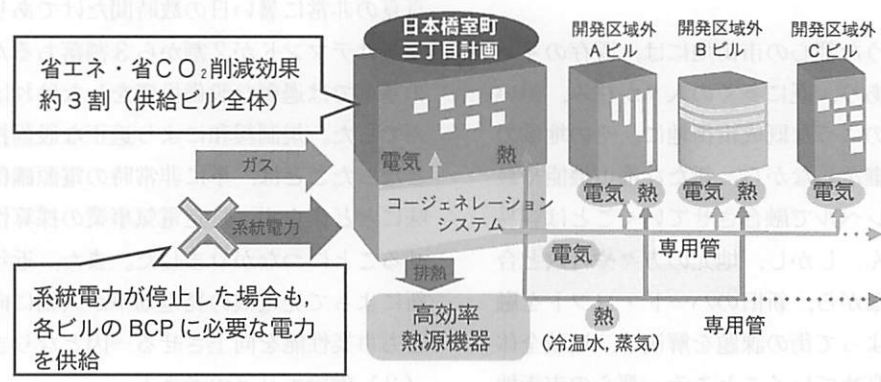 日本橋室町
三丁目計画
開発区域外
Aビル
開発区域外
Bビル
開発区域外
Cビル
省エネ・省CO₂削減効果
約3割（供給ビル全体）
ガス
系統電力
電気
熱
コージェネレーション
システム
電気
熱
電気
熱
電気
電気
専用管
排熱
高効率
熱源機器
熱
（冷温水，蒸気）
専用管
系統電力が停止した場合も，
各ビルのBCPに必要な電力
を供給